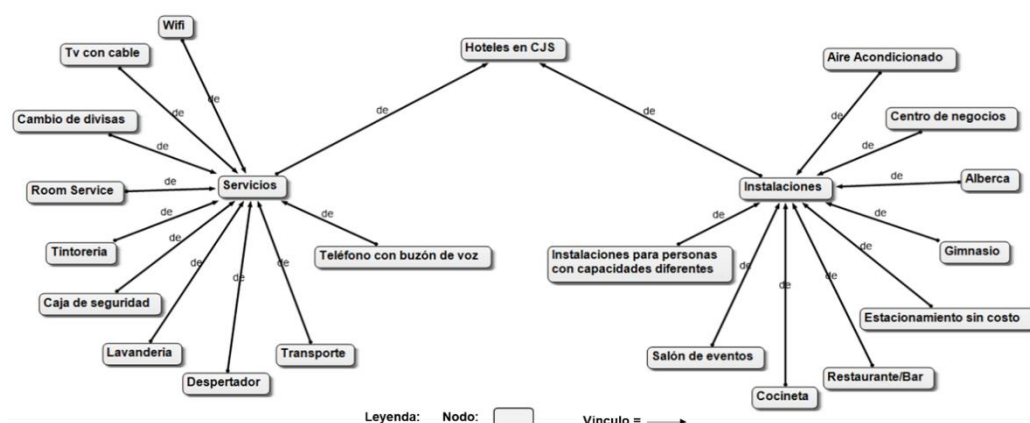 Wifi
Tv con cable
Hoteles en CJS
Aire Acondicionado
de
de
de
de
de
Cambio de divisas
Centro de negocios
de
de
Room Service
de
Servicios
Instalaciones
de
Alberca
de
de
Tintoreria
de
de
Teléfono con buzón de voz
Instalaciones para personas
con capacidades diferentes
de
Gimnasio
de
de
de
de
de
de
Caja de seguridad
Estacionamiento sin costo
Lavanderia
Transporte
Salón de eventos
Despertador
Restaurante/Bar
Cocineta
Leyenda: Nodo: Vinculo =